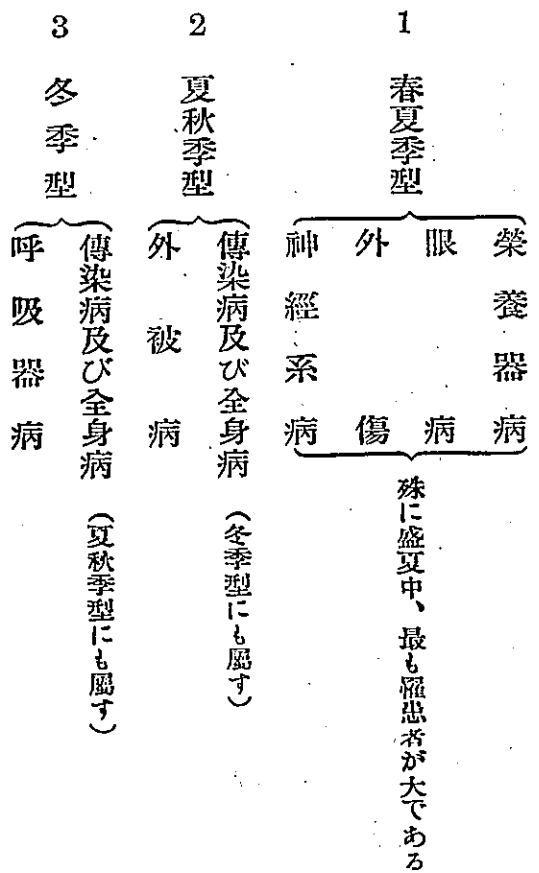 1 春夏季型
榮養器病
眼病
外傷
神經系病
殊に盛夏中、最も罹患者が大である
2 夏秋季型
傳染病及び全身病（冬季型にも屬す）
外被病
3 冬季型
傳染病及び全身病（夏秋季型にも屬す）
呼吸器病